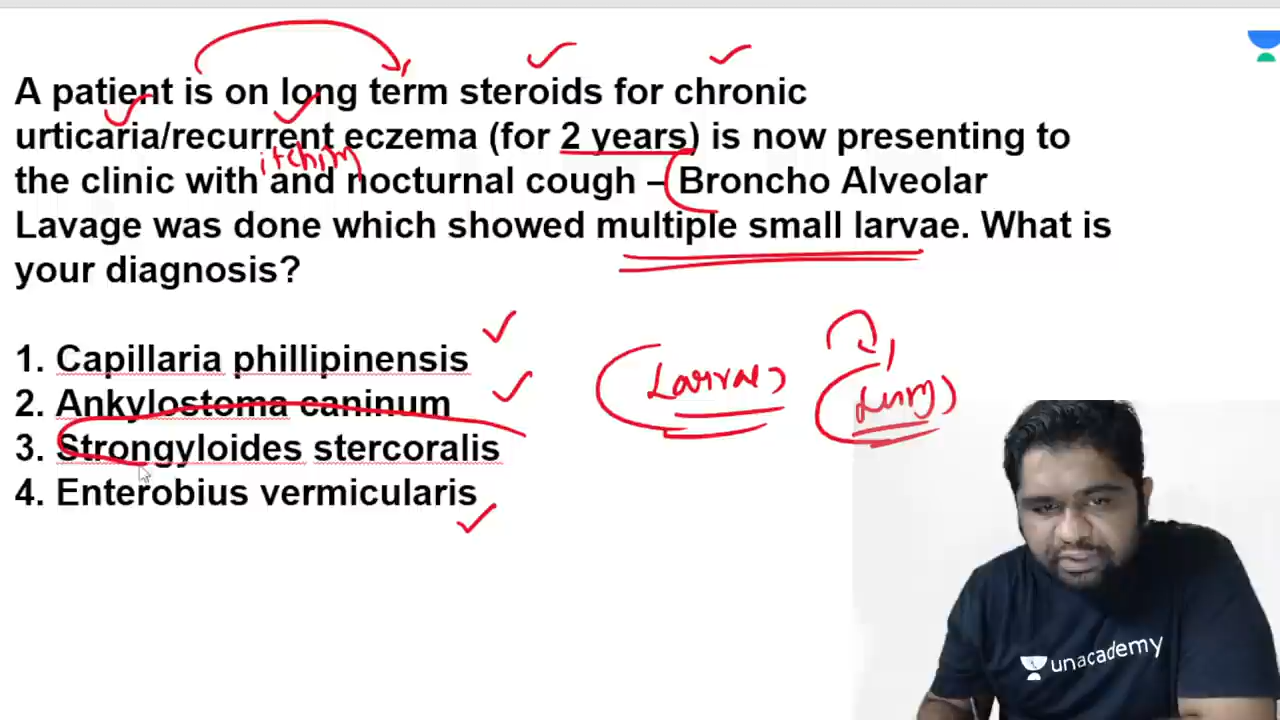 A patient is on long term steroids for chronic
urticaria/recurrent eczema (for 2 years) is now presenting to
itching
the clinic with and nocturnal cough – Broncho Alveolar
Lavage was done which showed multiple small larvae. What is
your diagnosis?
1. Capillaria phillipinensis
2. Ankylostoma caninum
3. Strongyloides stercoralis
4. Enterobius vermicularis
Larvae
Lung
unacademy